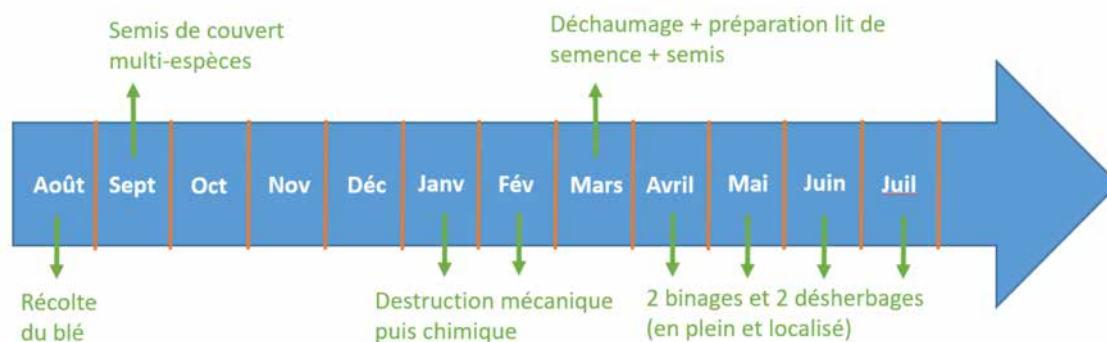 Semis de couvert
multi-espèces
Déchaumage + préparation lit de
semence + semis
Août
Sept
Oct
Nov
Déc
Janv
Fév
Mars
Avril
Mai
Juin
Juil
Récolte
du blé
Destruction mécanique
puis chimique
2 binages et 2 désherbages
(en plein et localisé)